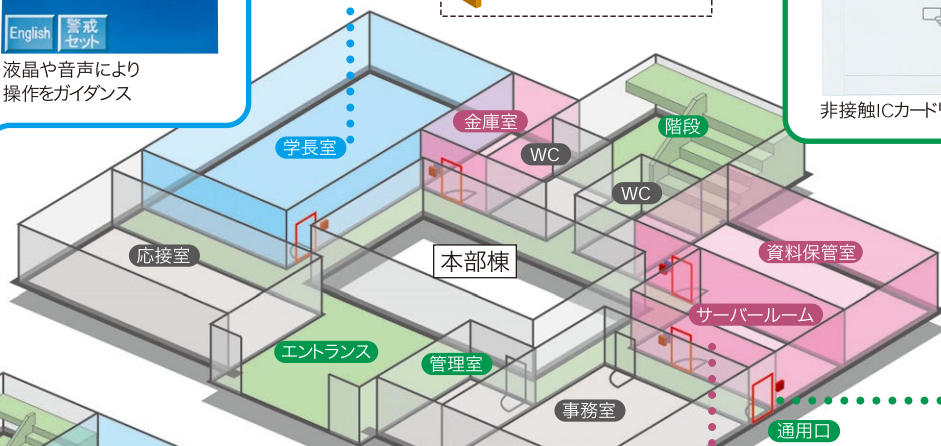 English
警戒
セット
液晶や音声により
操作をガイダンス
非接触ICカード
金庫室
階段
学長室
WC
WC
応接室
本部棟
資料保管室
サーバールーム
エントランス
管理室
事務室
通用口